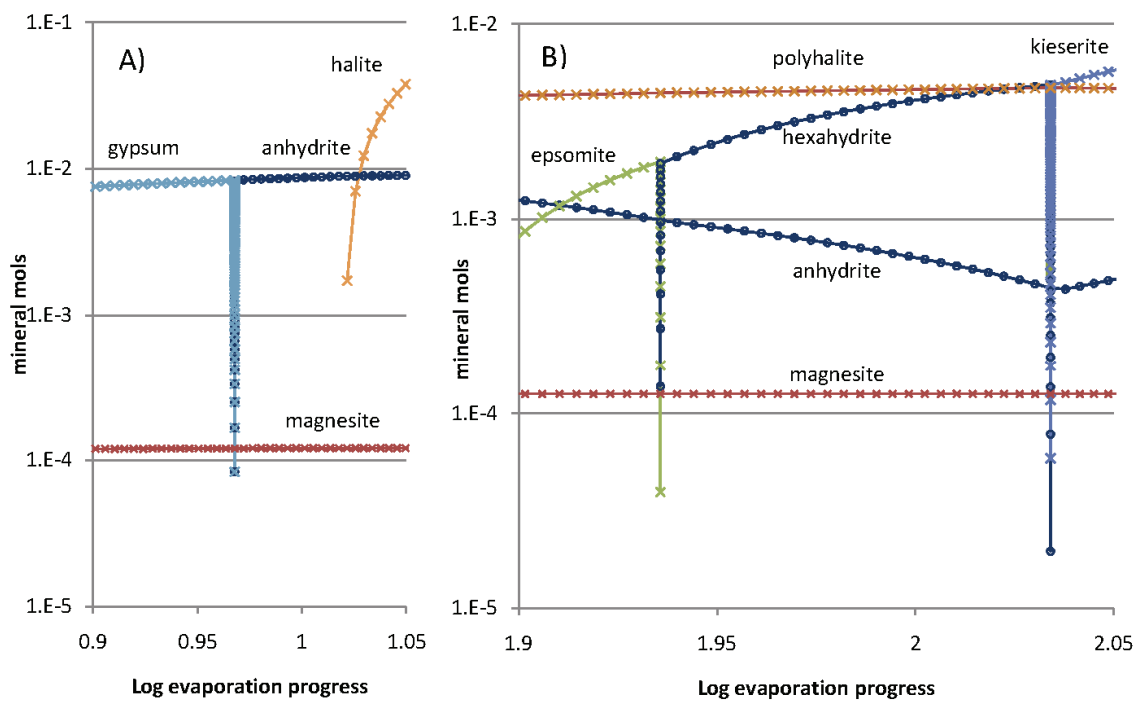 A)
halite
gypsum
anhydrite
magnesite
mineral mols
1.E-1
1.E-2
1.E-3
1.E-4
1.E-5
0.9
0.95
1
1.05
Log evaporation progress
B)
polyhalite
kieserite
epsomite
hexahydrite
anhydrite
magnesite
mineral mols
1.E-2
1.E-3
1.E-4
1.E-5
1.9
1.95
2
2.05
Log evaporation progress